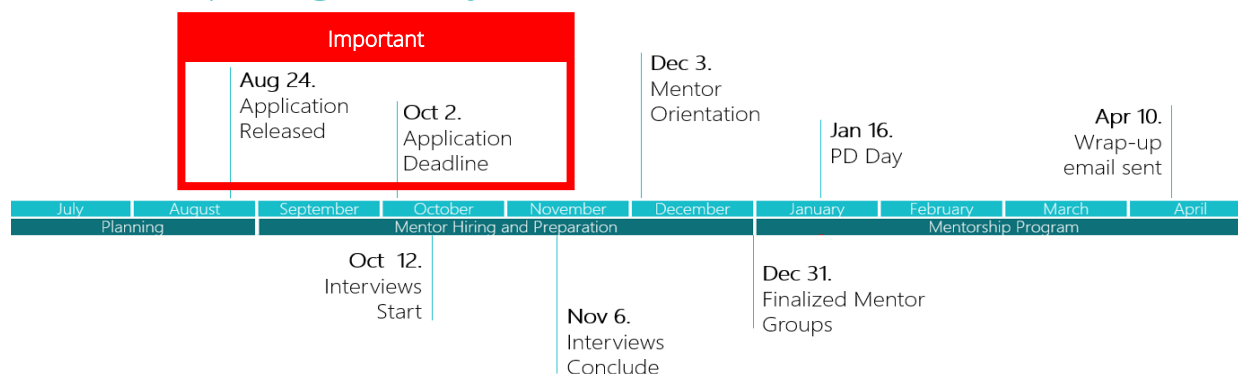 Important
Aug 24.
Application
Released
Oct 2.
Application
Deadline
Dec 3.
Mentor
Orientation
Jan 16.
PD Day
Apr 10.
Wrap-up
email sent
July August September October November December January February March April
Planning Mentor Hiring and Preparation Mentorship Program
Oct 12.
Interviews
Start
Nov 6.
Interviews
Conclude
Dec 31.
Finalized Mentor
Groups